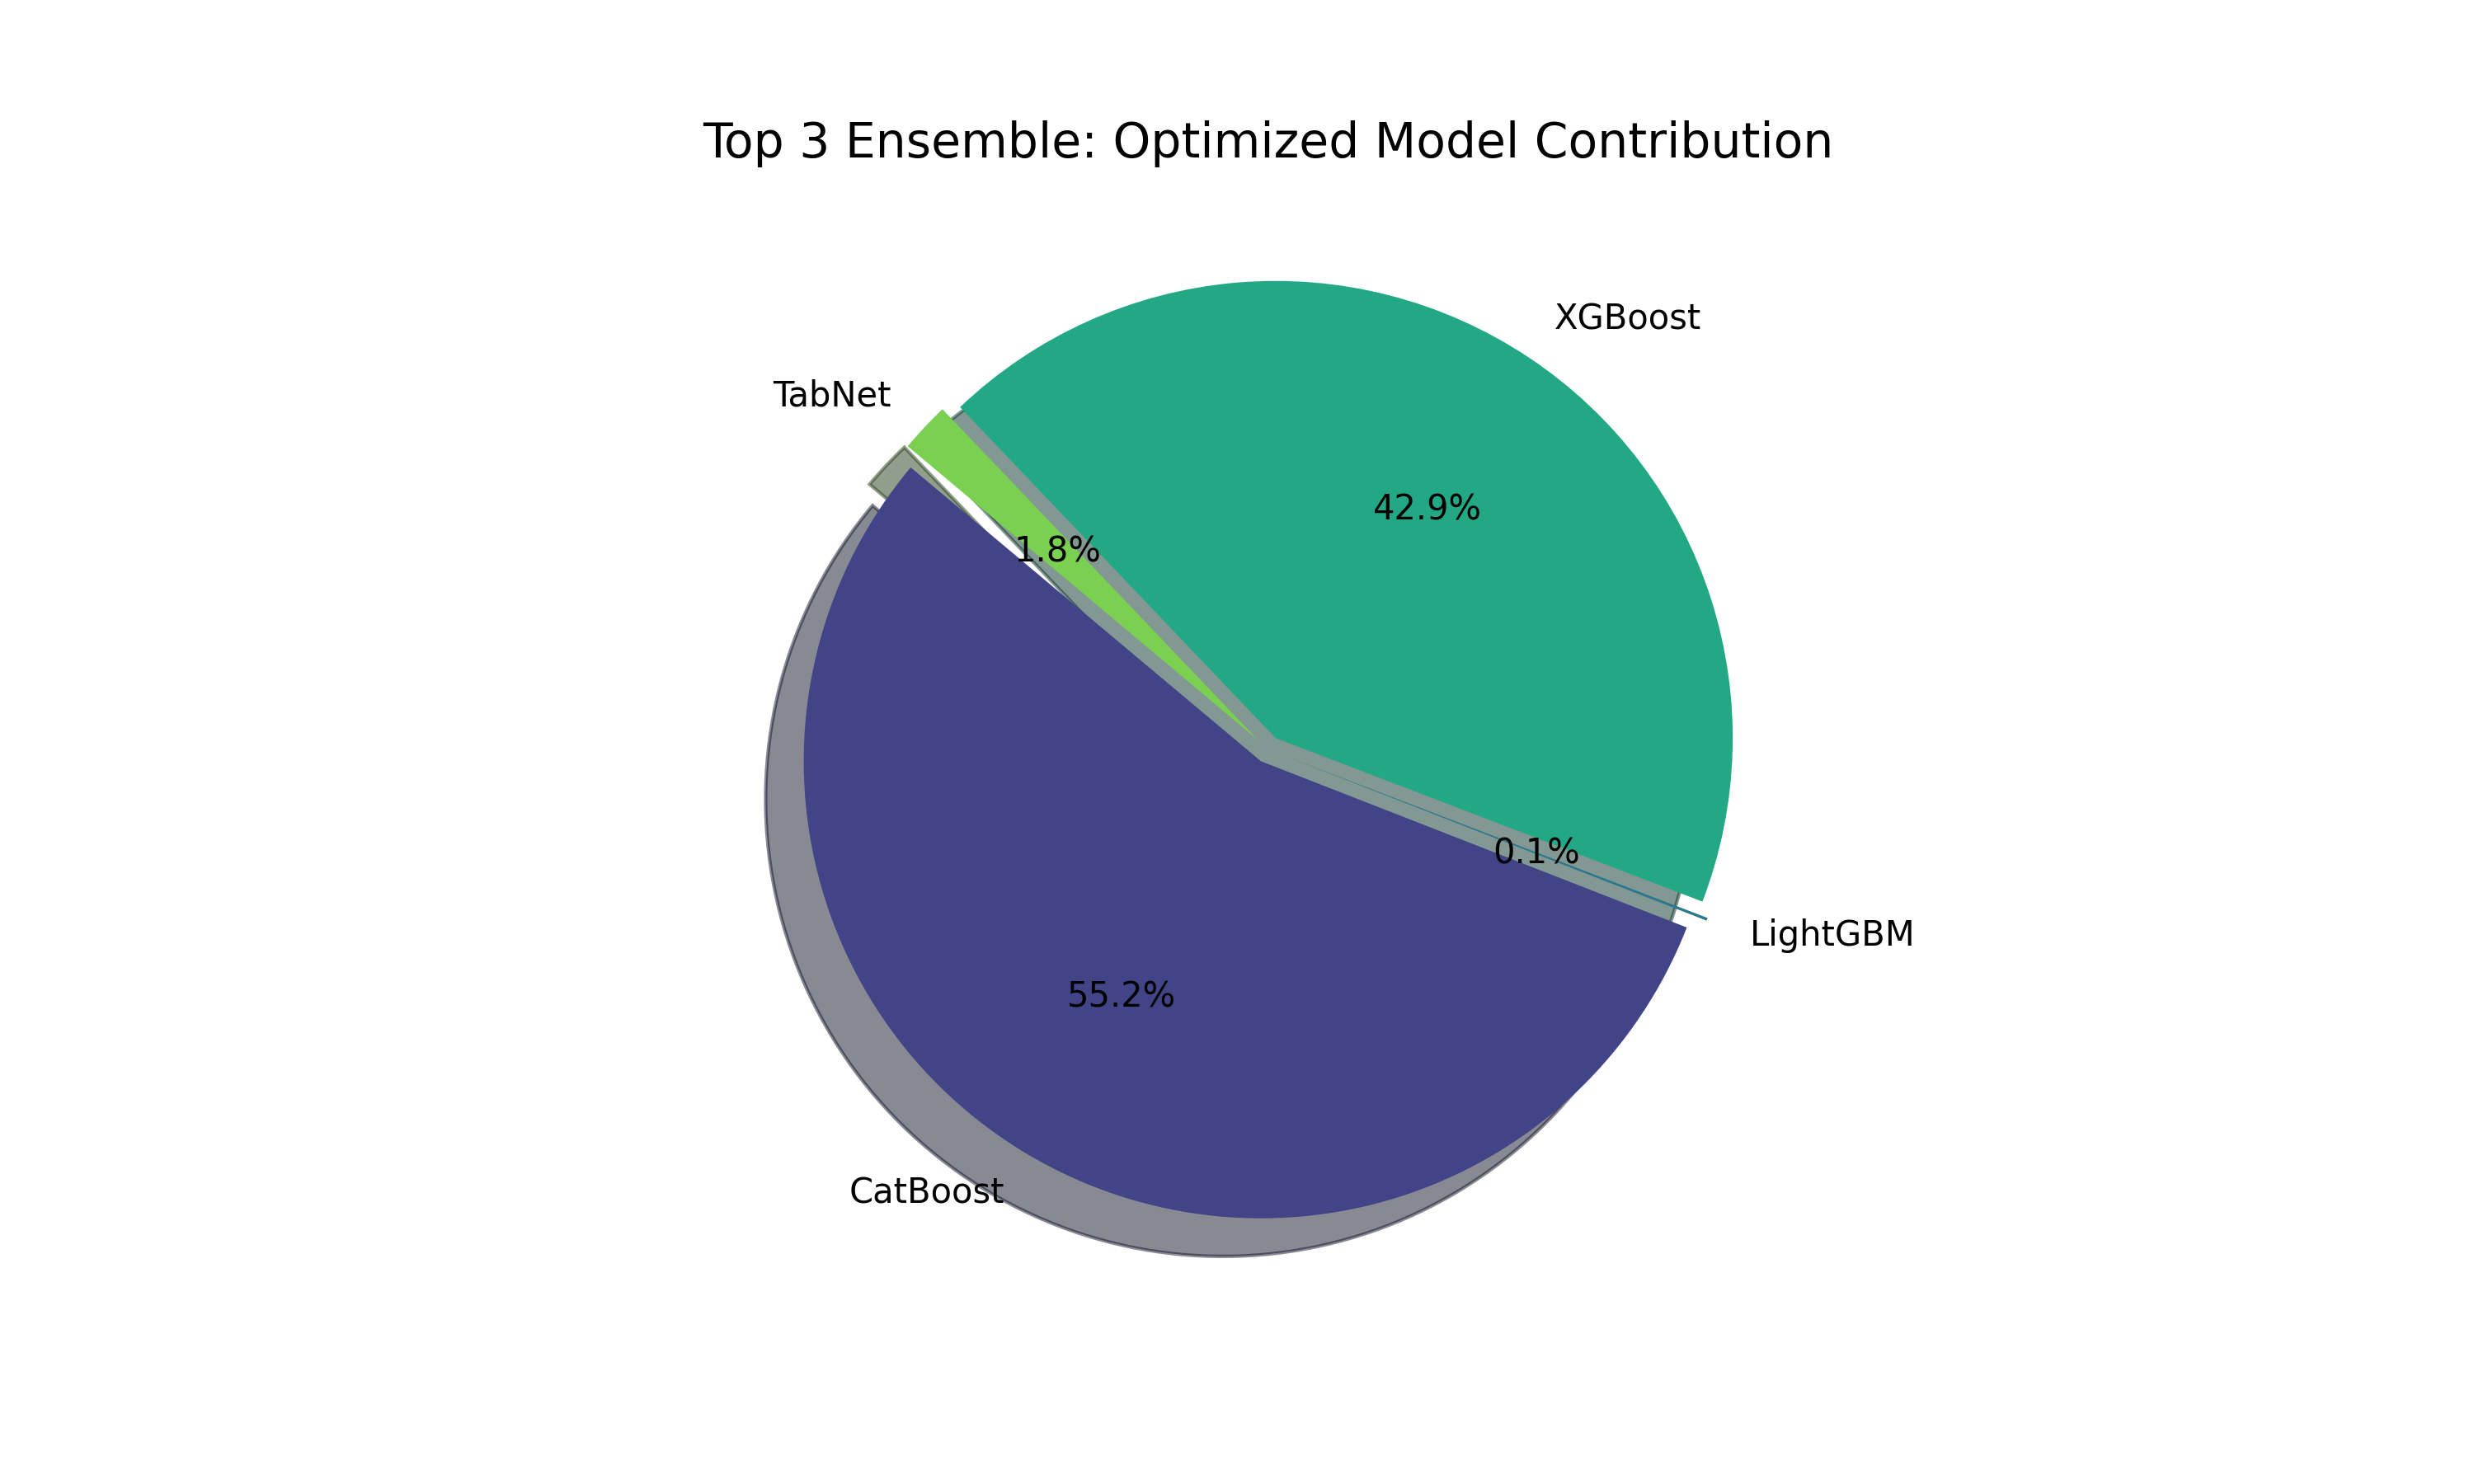 Top 3 Ensemble: Optimized Model Contribution
XGBoost
TabNet
42.9%
1.8%
0.1%
LightGBM
55.2%
CatBoost